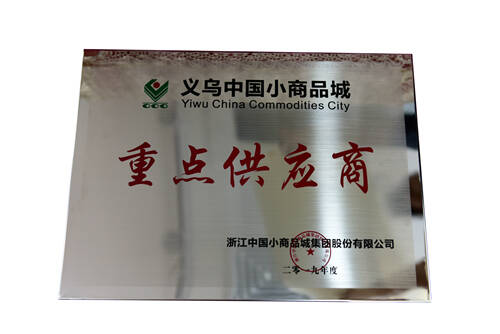 义乌中国小商品城
Yiwu China Commodities City
重点供应商
浙江中国小商品城集团股份有限公司
二零一九年度